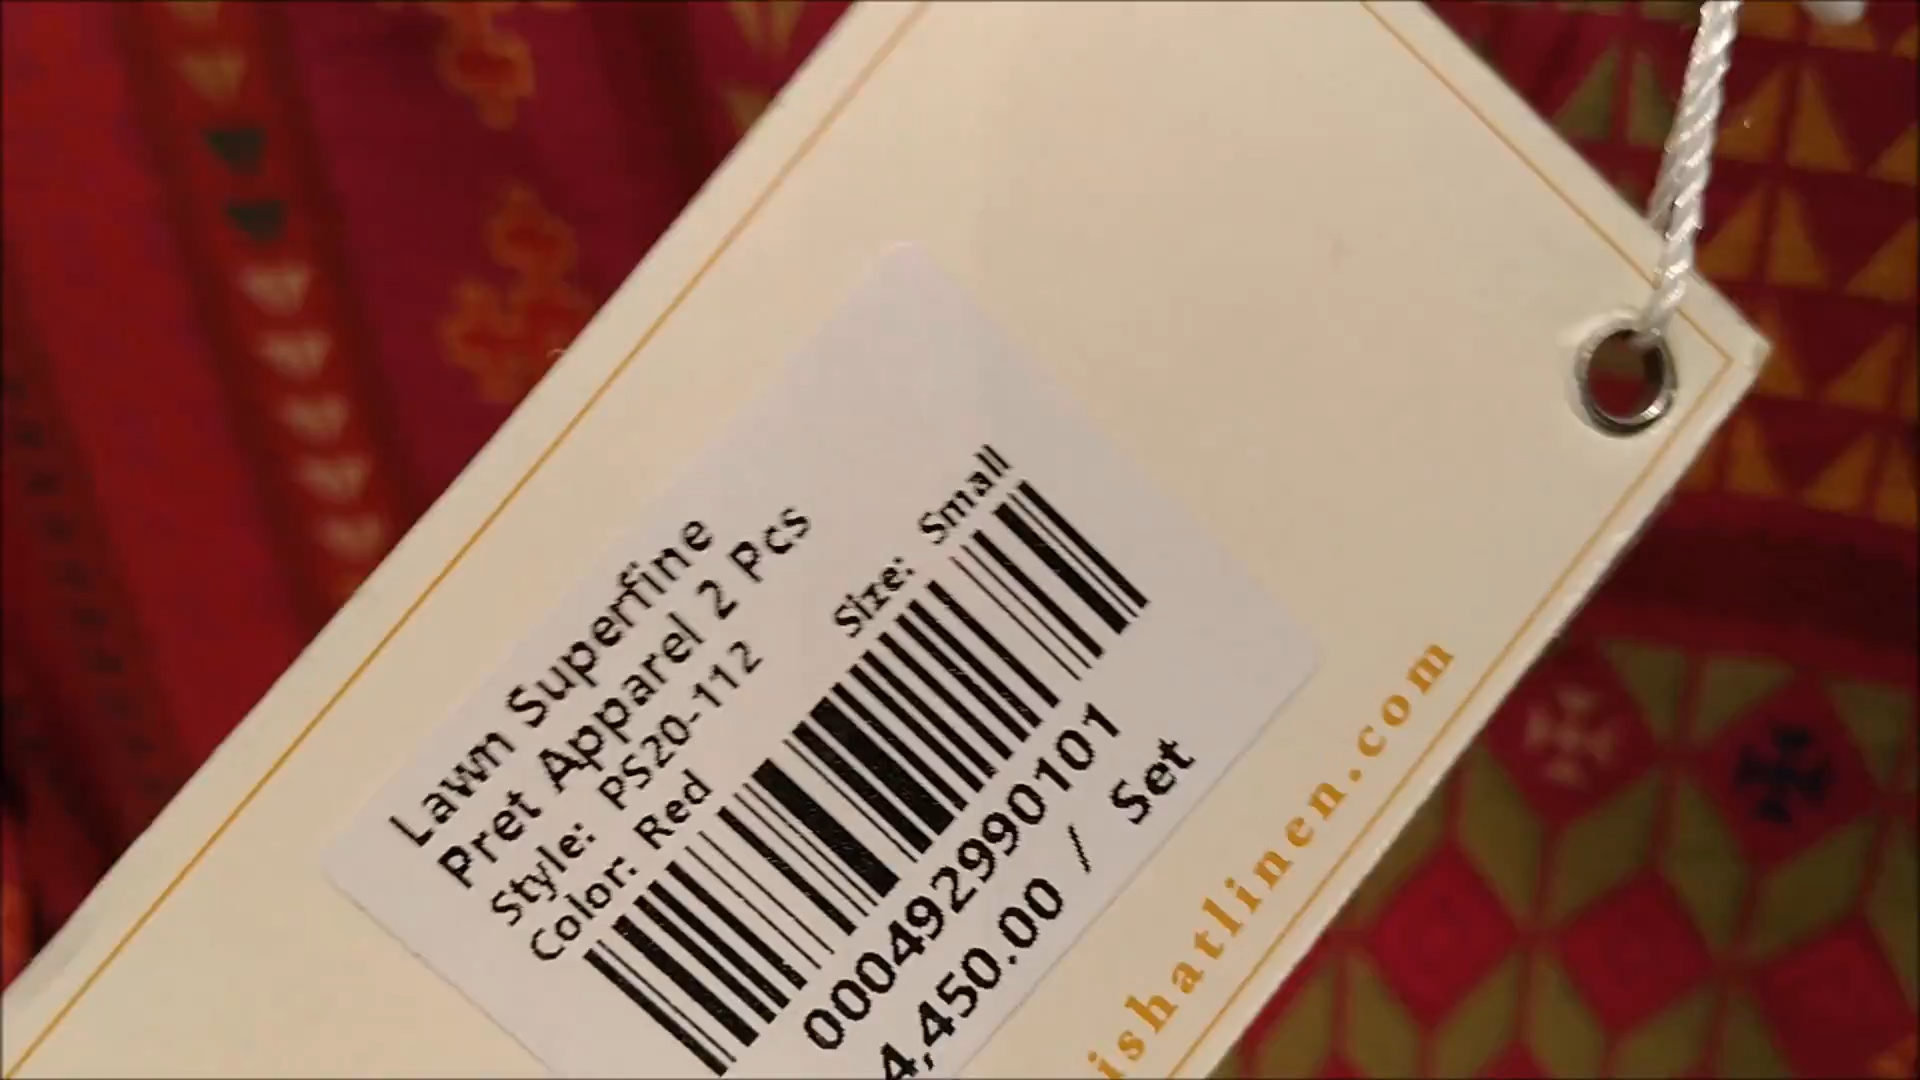 Lawn Superfine
Pret Apparel 2 Pcs
Style: PS20-112
Color: Red Size: Small
000492990101
4,450.00 / Set
ishatlinen.com